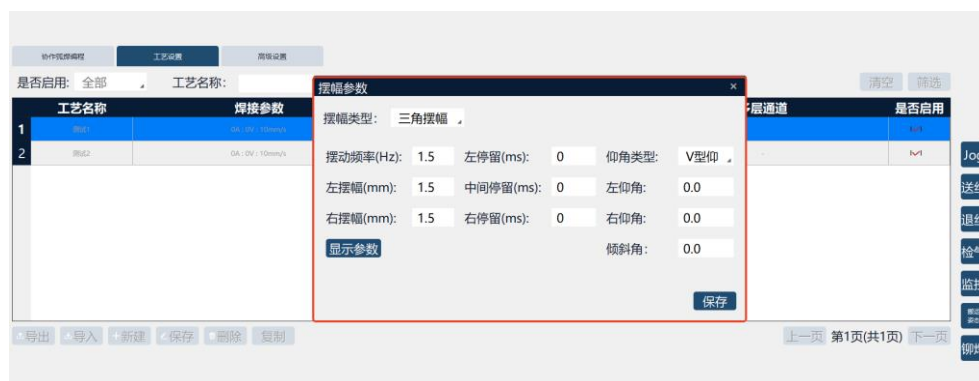 协作弧焊编程 工艺设置 高级设置
是否启用: 全部 工艺名称: 清空 筛选
摆幅参数 ×
工艺名称 焊接参数 层通道 是否启用
摆幅类型: 三角摆幅
1 测试1 0A : 0V : 10mm/s
2 测试2 0A : 0V : 10mm/s
摆动频率(Hz): 1.5 左停留(ms): 0 仰角类型: V型仰
左摆幅(mm): 1.5 中间停留(ms): 0 左仰角: 0.0
右摆幅(mm): 1.5 右停留(ms): 0 右仰角: 0.0
显示参数 倾斜角: 0.0
保存
导出 导入 新建 保存 删除 复制 上一页 第1页(共1页) 下一页
Jog
送丝
退丝
检气
监控
铆焊